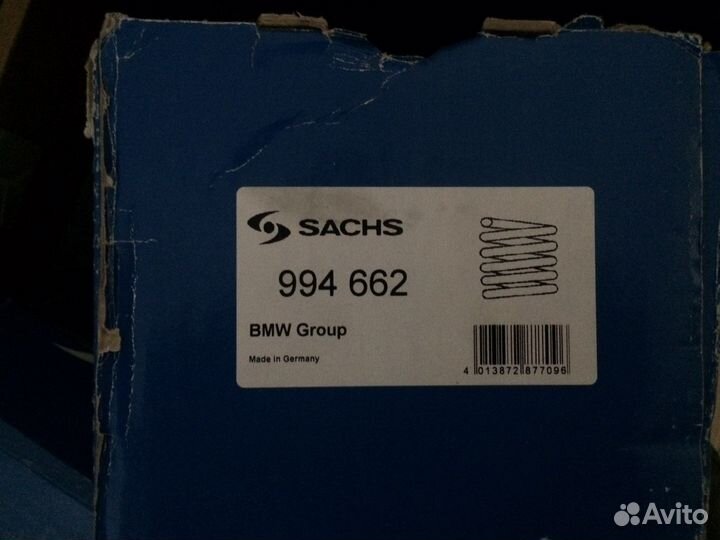 SACHS
994 662
BMW Group
Made in Germany
4 013872 877096
Avito